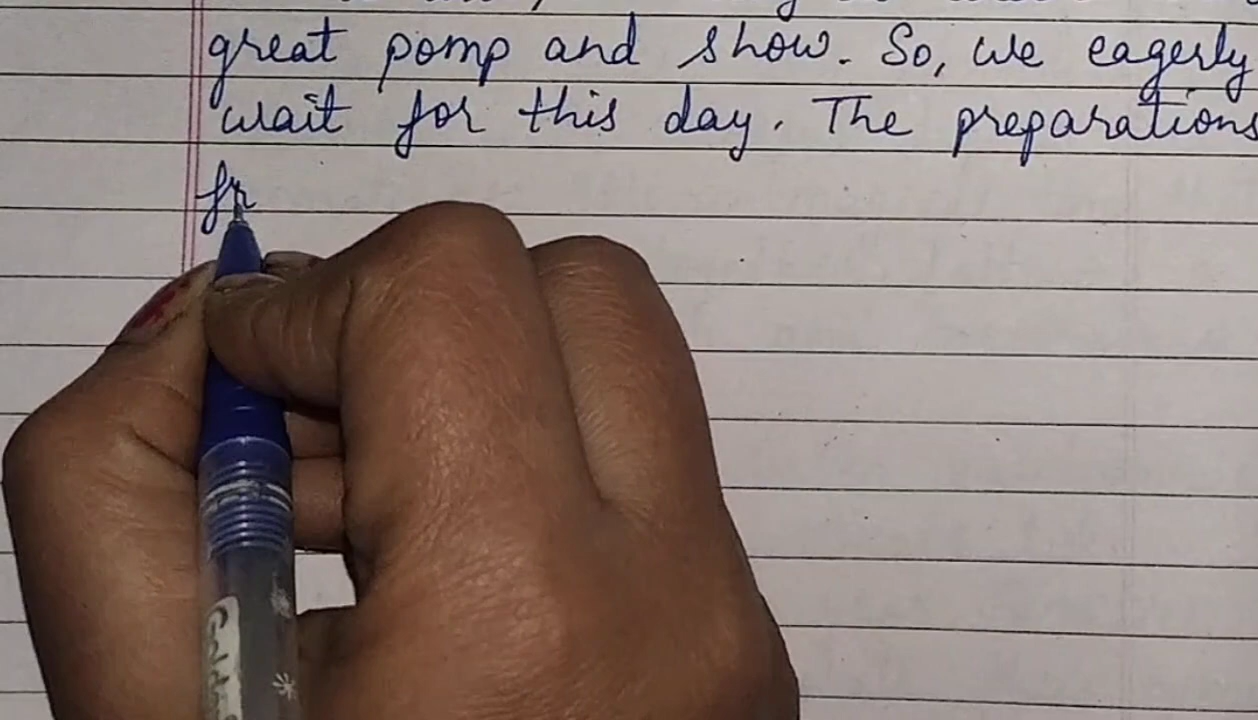 great pomp and show. So, we eagerly
wait for this day. The preparations
fr